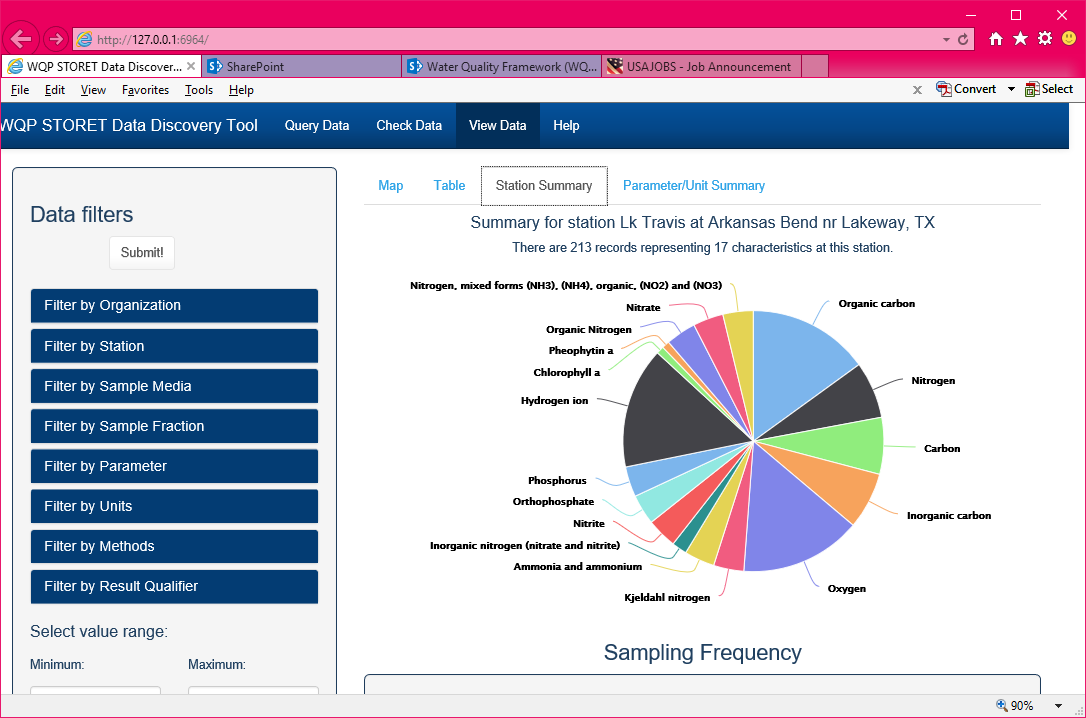 http://127.0.0.1:6964/
WQP STORET Data Discover... SharePoint Water Quality Framework (WQ... USAJOBS - Job Announcement
File Edit View Favorites Tools Help Convert Select
WQP STORET Data Discovery Tool Query Data Check Data View Data Help
Data filters
Submit!
Filter by Organization
Filter by Station
Filter by Sample Media
Filter by Sample Fraction
Filter by Parameter
Filter by Units
Filter by Methods
Filter by Result Qualifier
Select value range:
Minimum: Maximum:
Map Table Station Summary Parameter/Unit Summary
Summary for station Lk Travis at Arkansas Bend nr Lakeway, TX
There are 213 records representing 17 characteristics at this station.
Nitrogen, mixed forms (NH3), (NH4), organic, (NO2) and (NO3)
Nitrate
Organic Nitrogen
Pheophytin a
Chlorophyll a
Hydrogen ion
Phosphorus
Orthophosphate
Nitrite
Inorganic nitrogen (nitrate and nitrite)
Ammonia and ammonium
Kjeldahl nitrogen
Organic carbon
Nitrogen
Carbon
Inorganic carbon
Oxygen
Sampling Frequency
90%